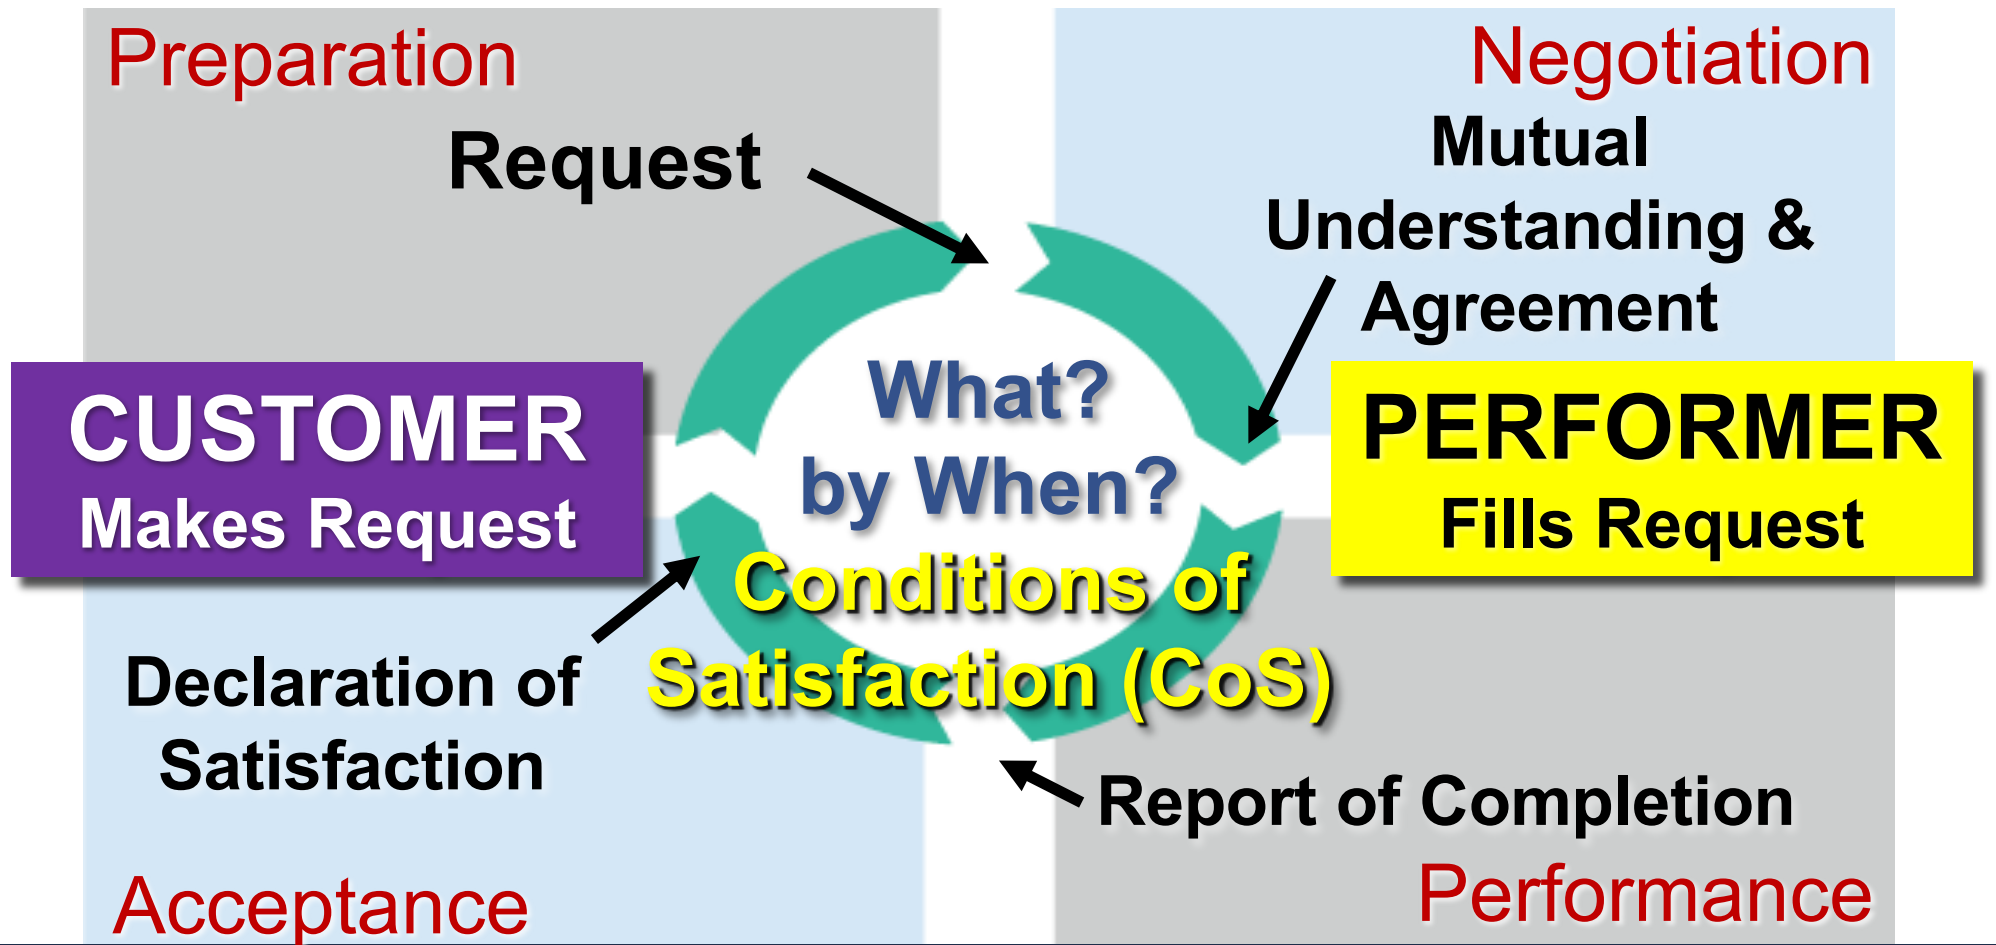 Preparation
Request
Negotiation
Mutual
Understanding &
Agreement
CUSTOMER
Makes Request
What?
by When?
Conditions of
Satisfaction (CoS)
PERFORMER
Fills Request
Declaration of
Satisfaction
Acceptance
Report of Completion
Performance